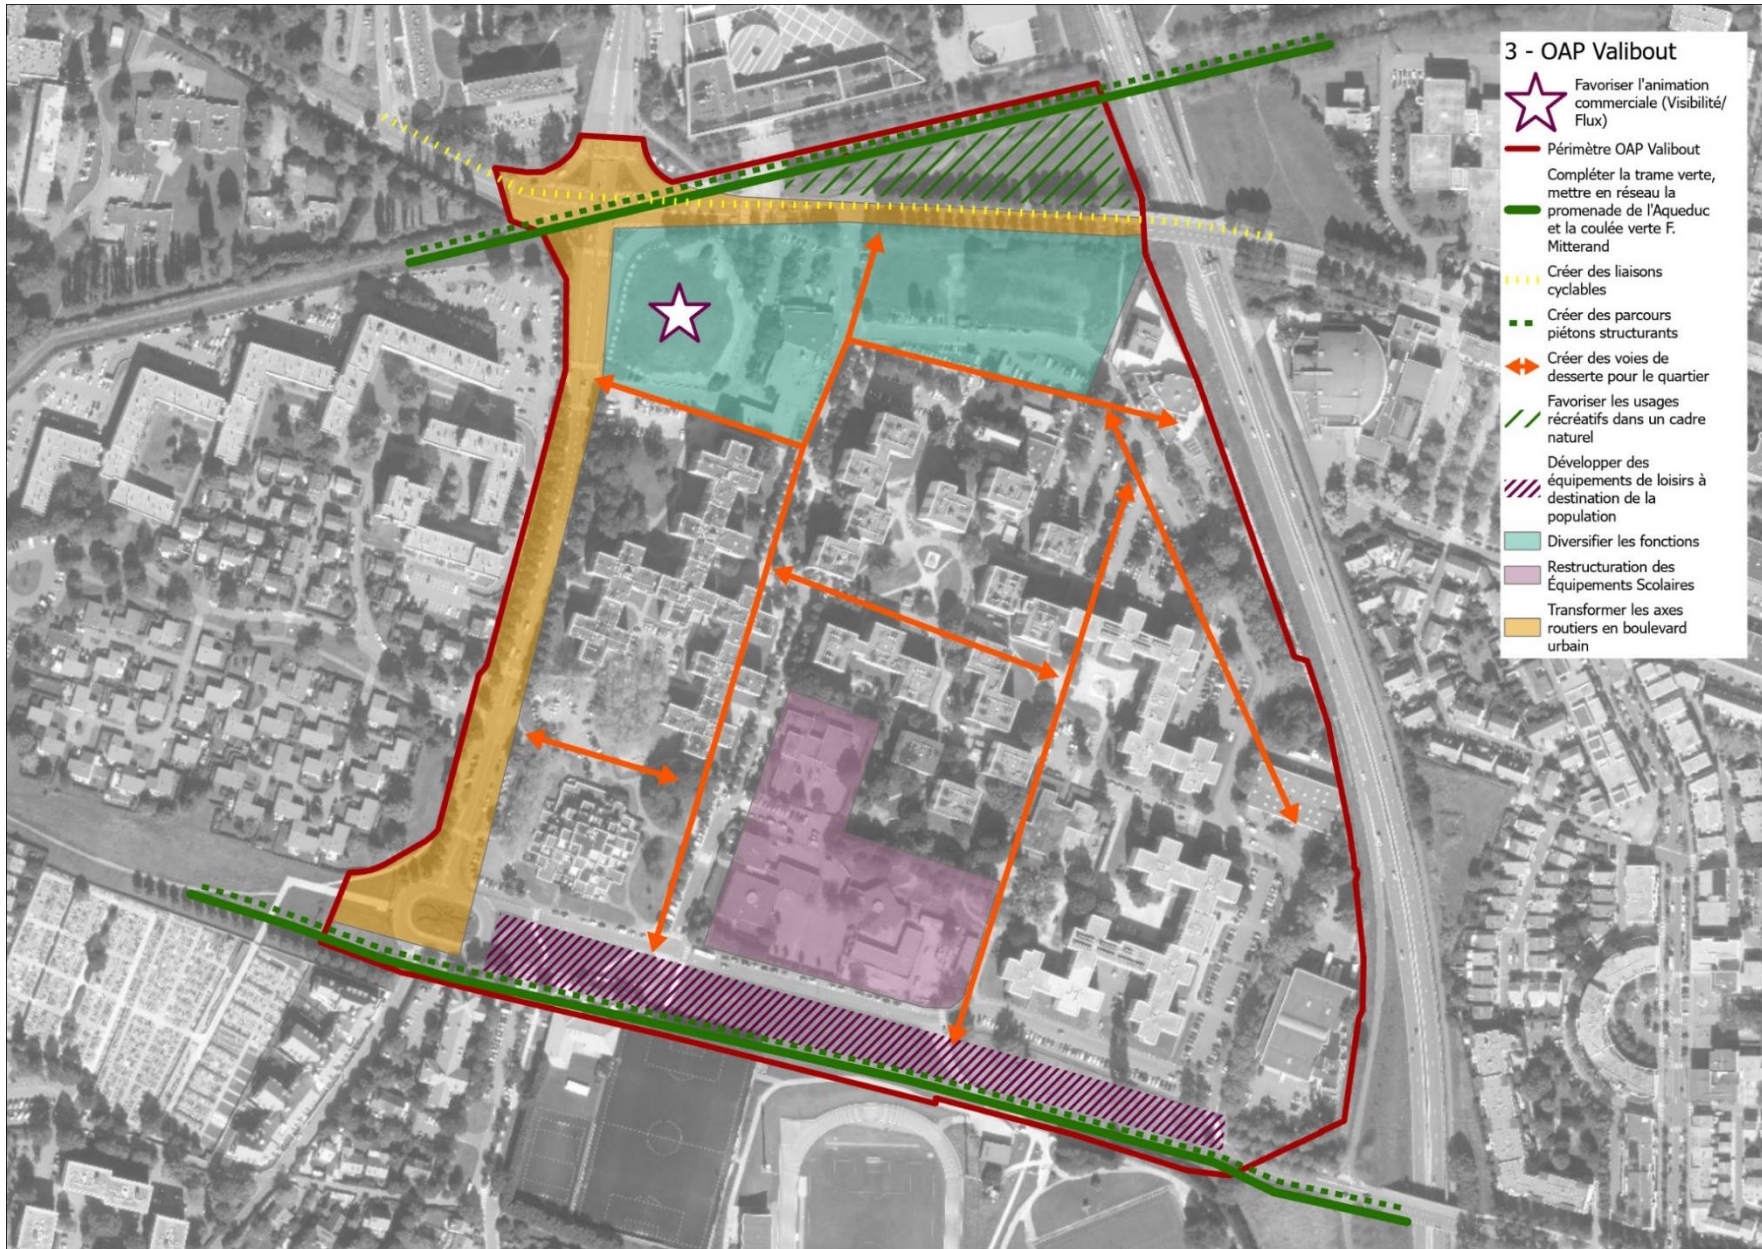 3 - OAP Valibout
Favoriser l'animation
commerciale (Visibilité/
Flux)
Périmètre OAP Valibout
Compléter la trame verte,
mettre en réseau la
promenade de l'Aqueduc
et la coulée verte F.
Mitterand
Créer des liaisons
cyclables
Créer des parcours
piétons structurants
Créer des voies de
desserte pour le quartier
Favoriser les usages
récréatifs dans un cadre
naturel
Développer des
équipements de loisirs à
destination de la
population
Diversifier les fonctions
Restructuration des
Équipements Scolaires
Transformer les axes
routiers en boulevard
urbain